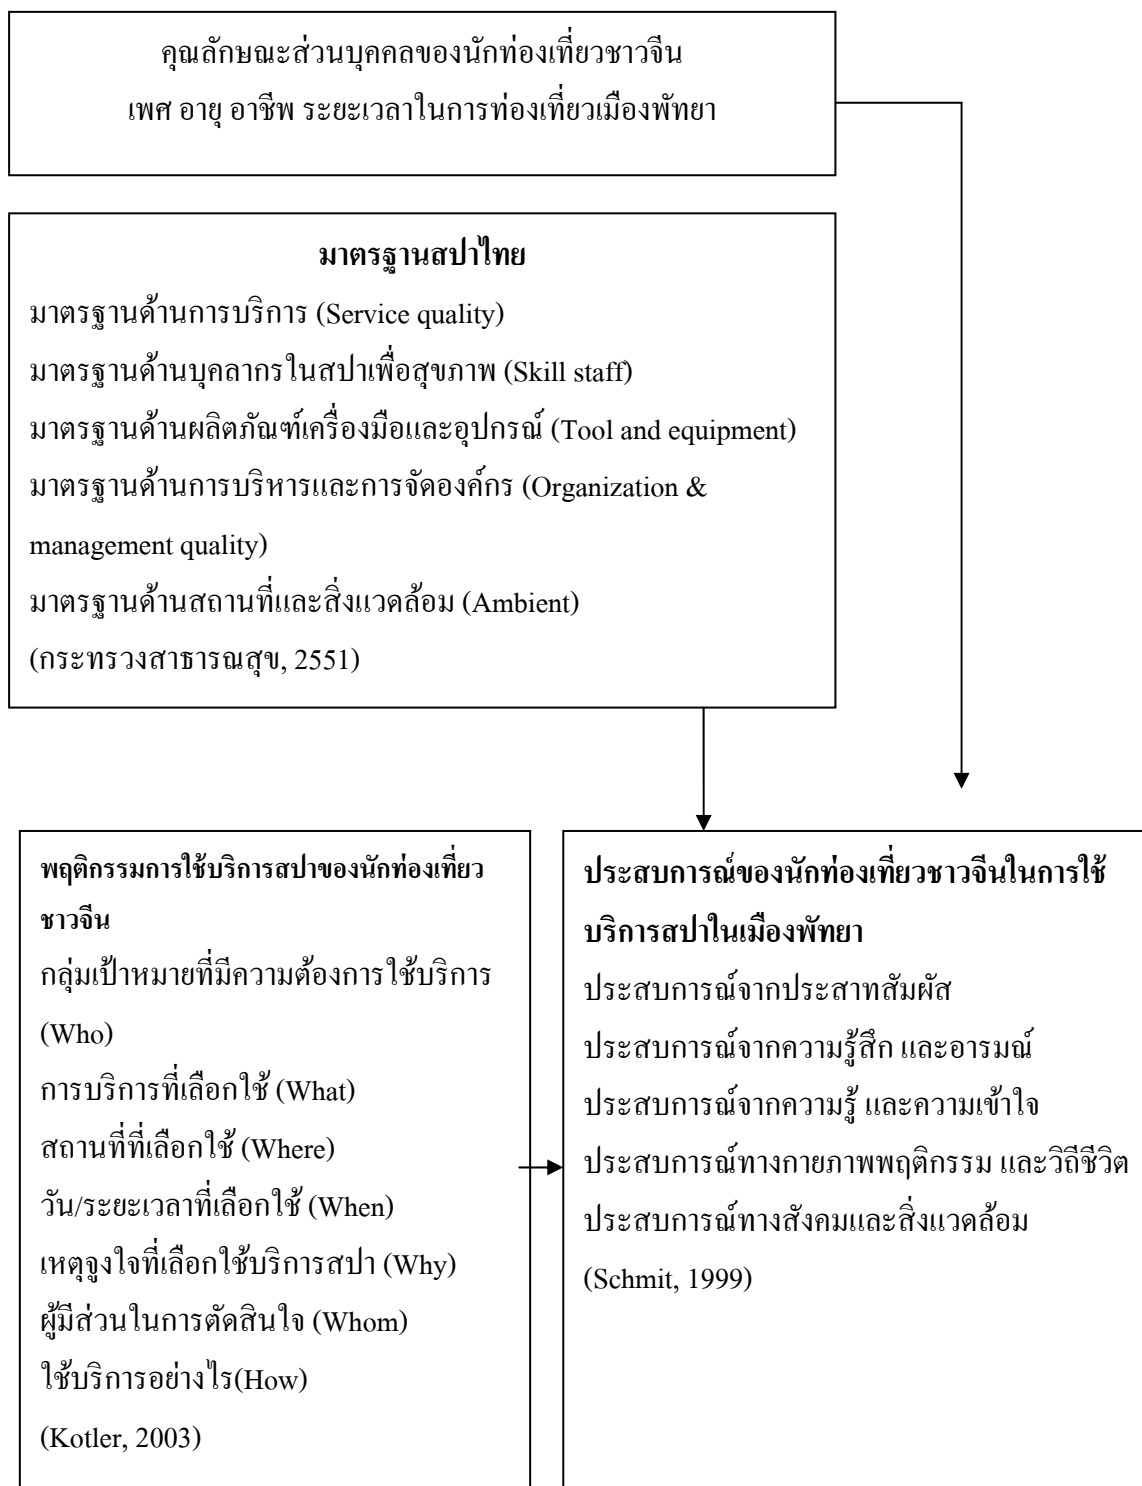 คุณลักษณะส่วนบุคคลของนักท่องเที่ยวชาวจีน
เพศ อายุ อาชีพ ระยะเวลาในการท่องเที่ยวเมืองพัทยา
มาตรฐานสปาไทย
มาตรฐานด้านการบริการ (Service quality)
มาตรฐานด้านบุคลากรในสปาเพื่อสุขภาพ (Skill staff)
มาตรฐานด้านผลิตภัณฑ์เครื่องมือและอุปกรณ์ (Tool and equipment)
มาตรฐานด้านการบริหารและการจัดองค์กร (Organization &
management quality)
มาตรฐานด้านสถานที่และสิ่งแวดล้อม (Ambient)
(กระทรวงสาธารณสุข, 2551)
พฤติกรรมการใช้บริการสปาของนักท่องเที่ยว
ชาวจีน
กลุ่มเป้าหมายที่มีความต้องการใช้บริการ
(Who)
การบริการที่เลือกใช้ (What)
สถานที่ที่เลือกใช้ (Where)
วัน/ระยะเวลาที่เลือกใช้ (When)
เหตุจูงใจที่เลือกใช้บริการสปา (Why)
ผู้มีส่วนในการตัดสินใจ (Whom)
ใช้บริการอย่างไร(How)
(Kotler, 2003)
ประสบการณ์ของนักท่องเที่ยวชาวจีนในการใช้
บริการสปาในเมืองพัทยา
ประสบการณ์จากประสาทสัมผัส
ประสบการณ์จากความรู้สึก และอารมณ์
ประสบการณ์จากความรู้ และความเข้าใจ
ประสบการณ์ทางกายภาพพฤติกรรม และวิถีชีวิต
ประสบการณ์ทางสังคมและสิ่งแวดล้อม
(Schmit, 1999)